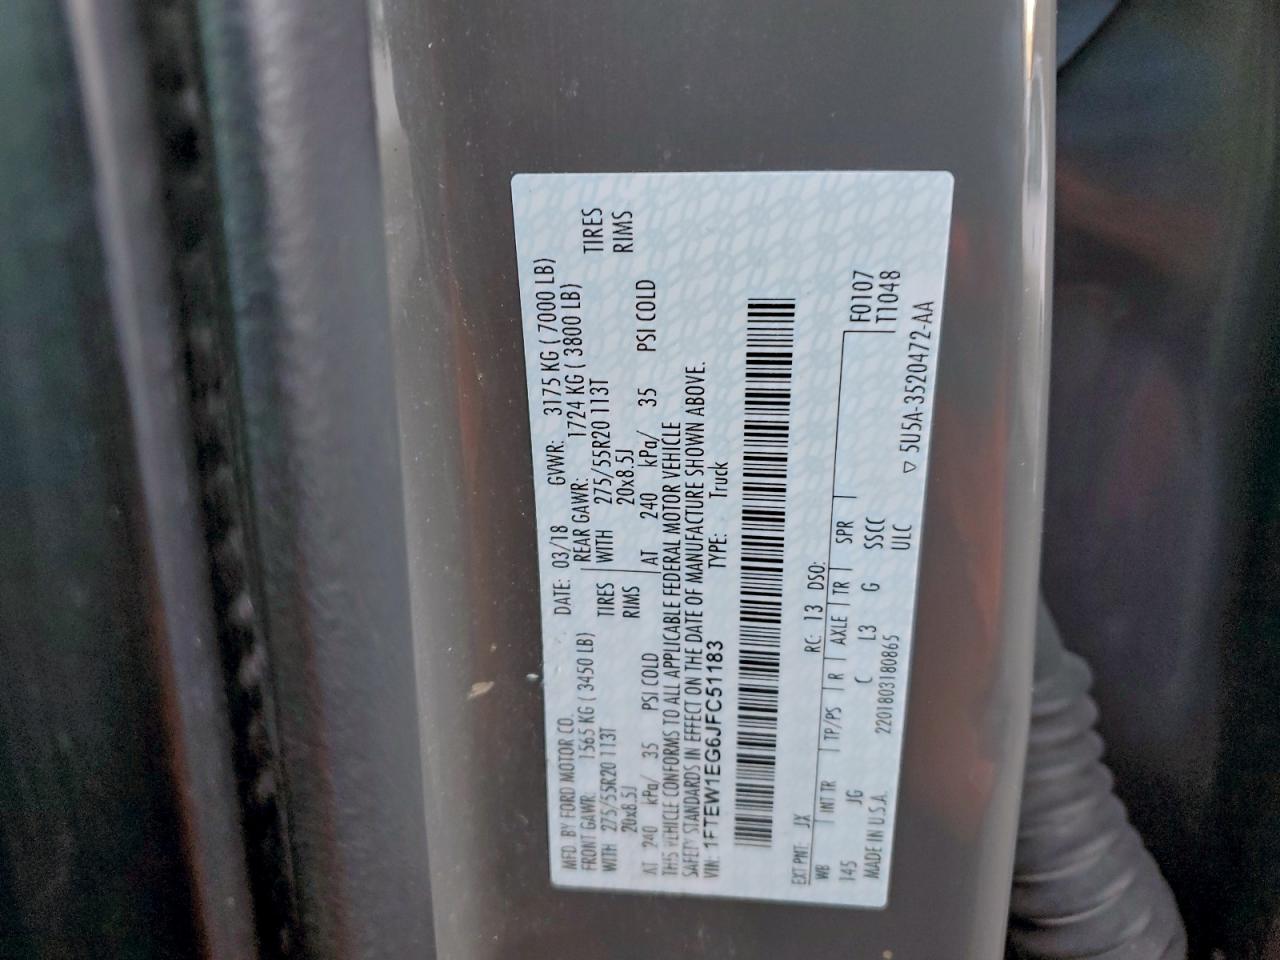 MFD. BY FORD MOTOR CO. DATE: 03/18 GVWR: 3175 KG ( 7000 LB)
FRONT GAWR: 1565 KG ( 3450 LB) REAR GAWR: 1724 KG ( 3800 LB)
WITH 275/55R20 113T TIRES WITH 275/55R20 113T TIRES
20x8.5J RIMS 20x8.5J RIMS
AT 240 kPa/ 35 PSI COLD AT 240 kPa/ 35 PSI COLD
THIS VEHICLE CONFORMS TO ALL APPLICABLE FEDERAL MOTOR VEHICLE
SAFETY STANDARDS IN EFFECT ON THE DATE OF MANUFACTURE SHOWN ABOVE.
VIN: 1FTEW1EG6JFC51183 TYPE: Truck
EXT PNT: JX RC: 13 DSO: F0107
WB INT TR TP/PS R AXLE TR SPR T1048
145 JG C L3 G SSCC
MADE IN U.S.A. 2201803180865 ULC
▽ 5U5A-3520472-AA